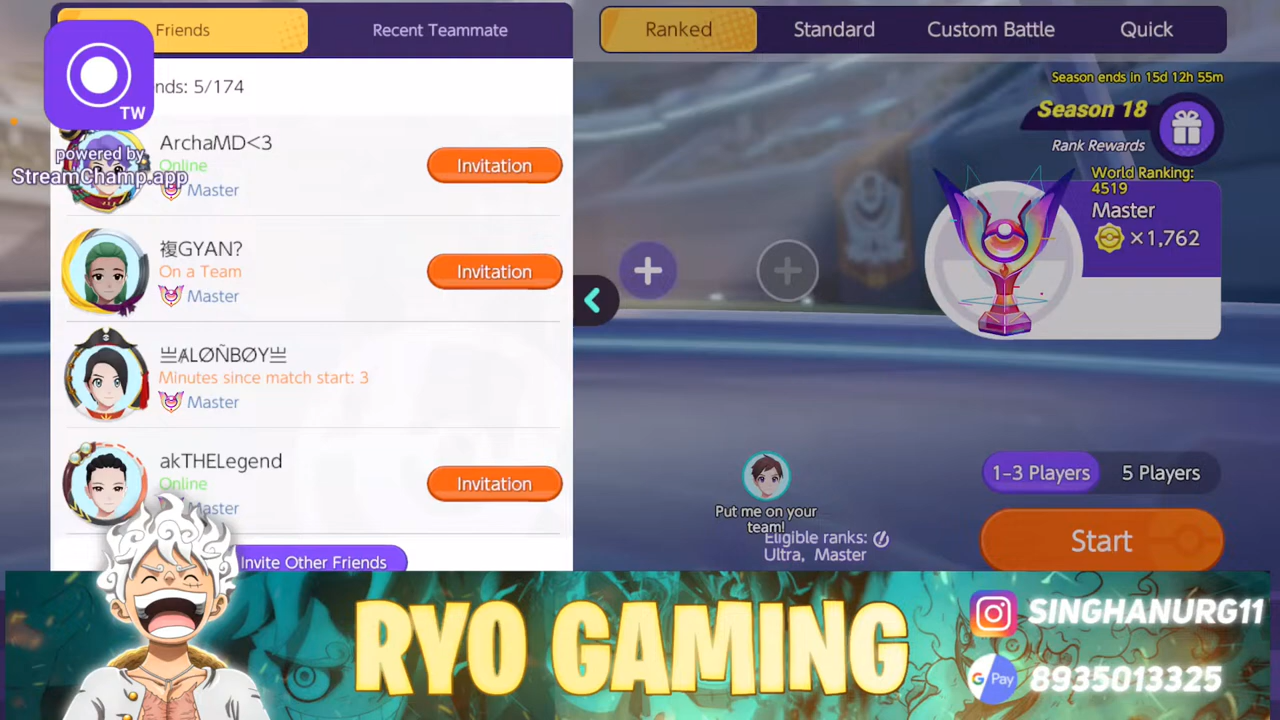 Friends
Recent Teammate
nds: 5/174
TW
powered by
StreamChamp.app
ArchaMD<3
Online
Master
Invitation
複GYAN?
On a Team
Master
Invitation
亖ȺLØÑBØY亖
Minutes since match start: 3
Master
akTHELegend
Online
Master
Invitation
Invite Other Friends
Ranked
Standard
Custom Battle
Quick
Season ends in 15d 12h 55m
Season 18
Rank Rewards
World Ranking:
4519
Master
×1,762
Put me on your
team!
Eligible ranks:
Ultra, Master
1-3 Players
5 Players
Start
RYO GAMING
SINGHANURG11
G Pay
8935013325